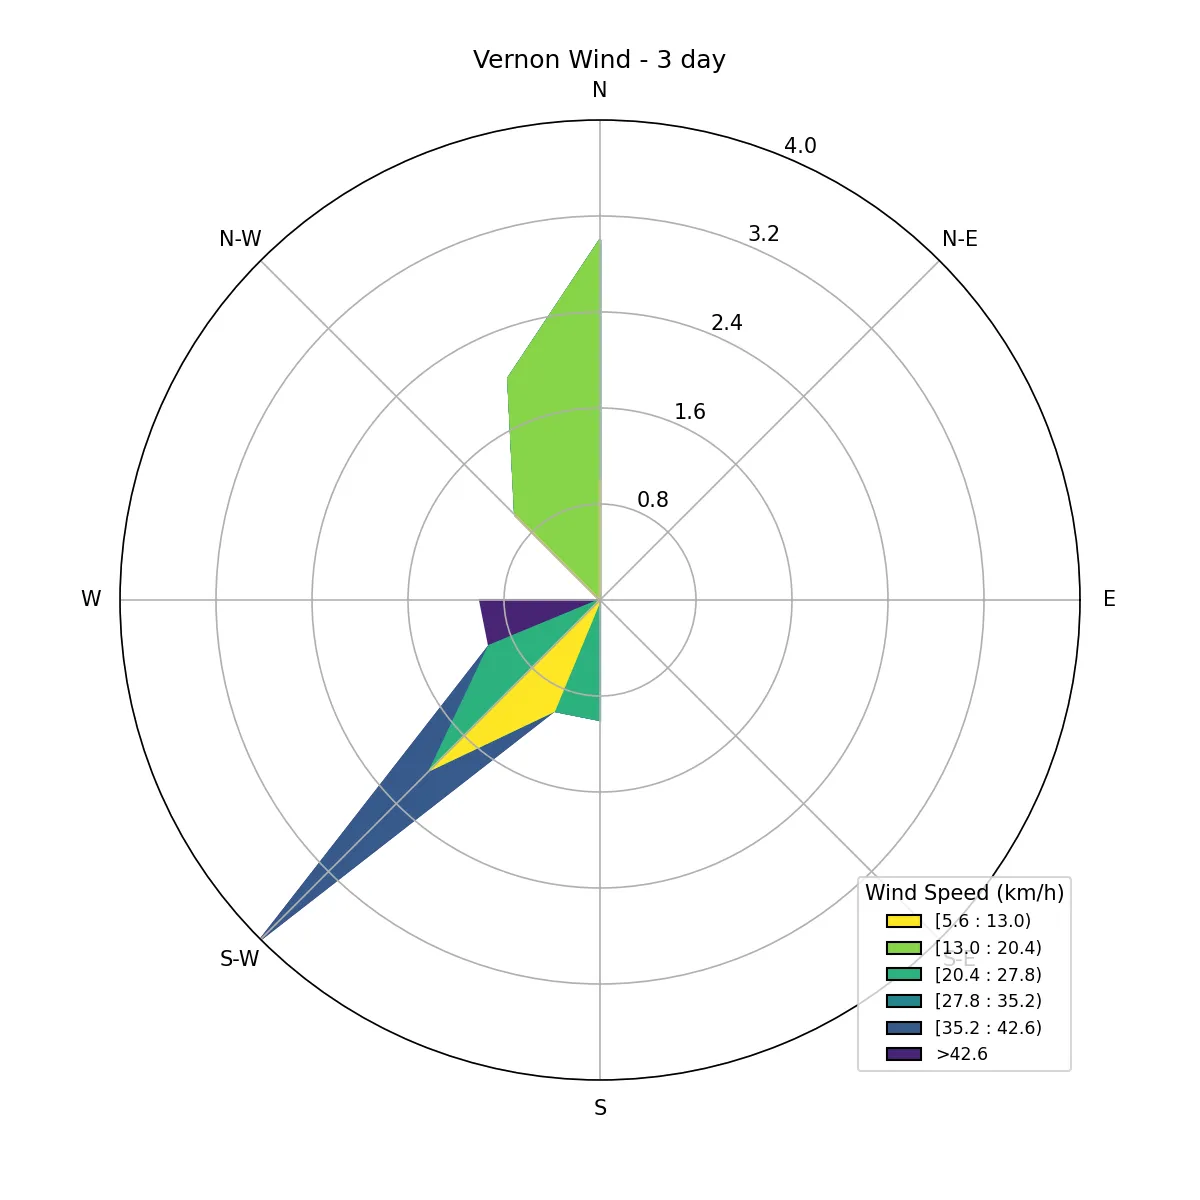 Vernon Wind - 3 day
N
4.0
N-W
3.2
N-E
2.4
1.6
0.8
W
E
S-W
S-E
S
Wind Speed (km/h)
[5.6 : 13.0)
[13.0 : 20.4)
[20.4 : 27.8)
[27.8 : 35.2)
[35.2 : 42.6)
>42.6